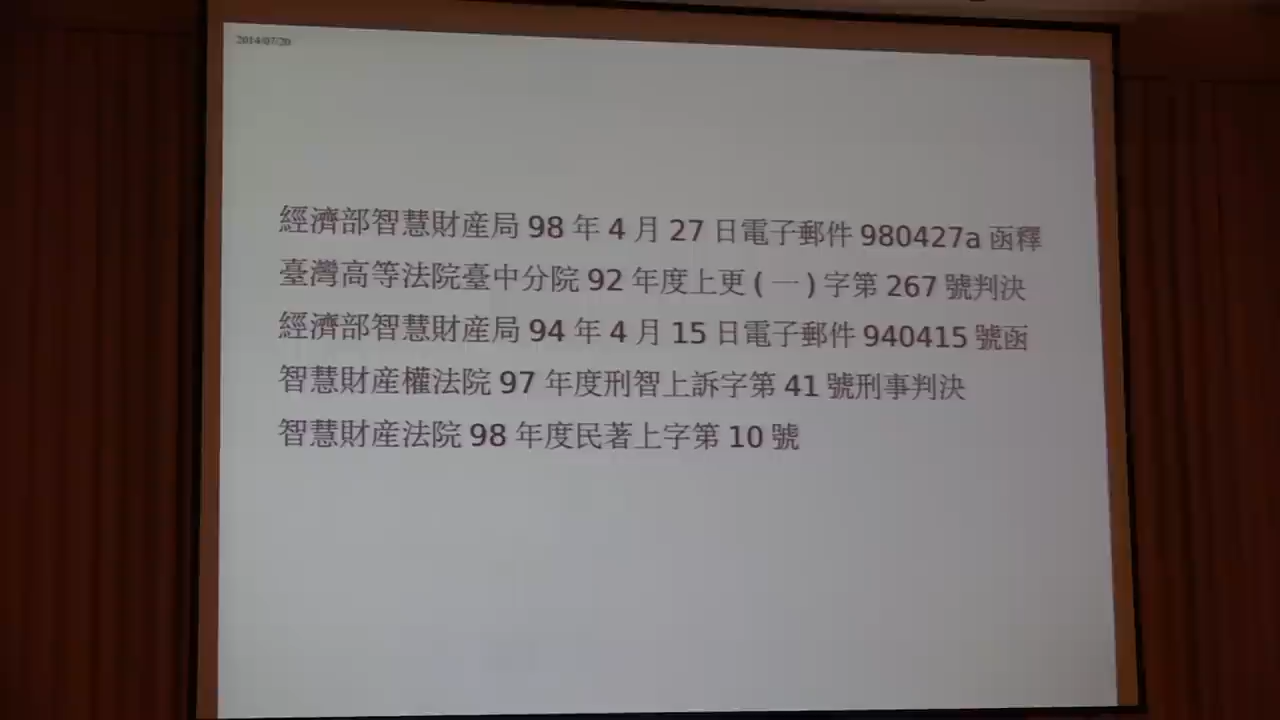 2014/07/20
經濟部智慧財產局 98 年 4 月 27 日電子郵件 980427a 函釋
臺灣高等法院臺中分院 92 年度上更 ( 一 ) 字第 267 號判決
經濟部智慧財產局 94 年 4 月 15 日電子郵件 940415 號函
智慧財產權法院 97 年度刑智上訴字第 41 號刑事判決
智慧財產法院 98 年度民著上字第 10 號